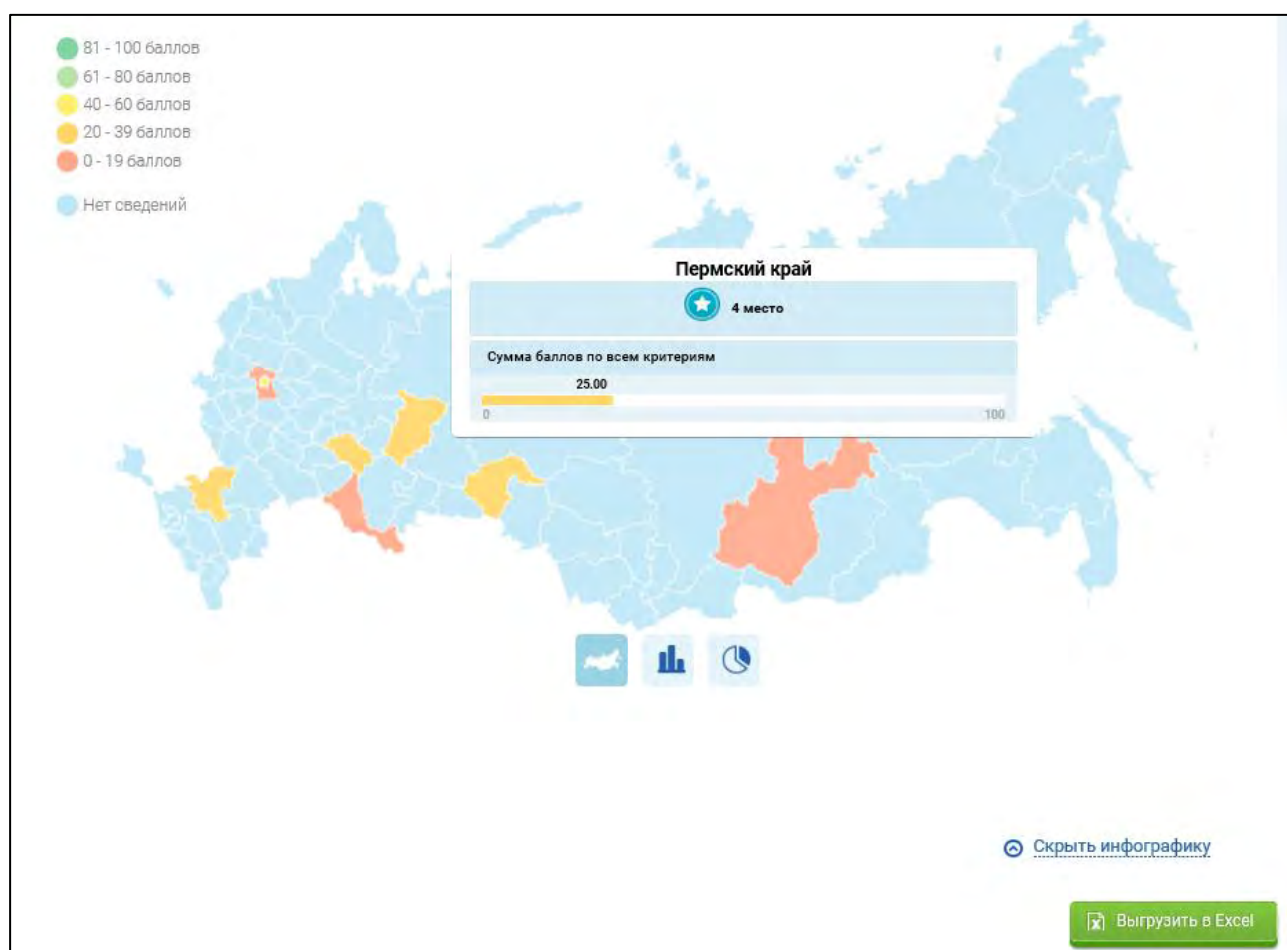 81 - 100 баллов
61 - 80 баллов
40 - 60 баллов
20 - 39 баллов
0 - 19 баллов
Нет сведений
Пермский край
4 место
Сумма баллов по всем критериям
25.00
0 100
Скрыть инфографику
Выгрузить в Excel